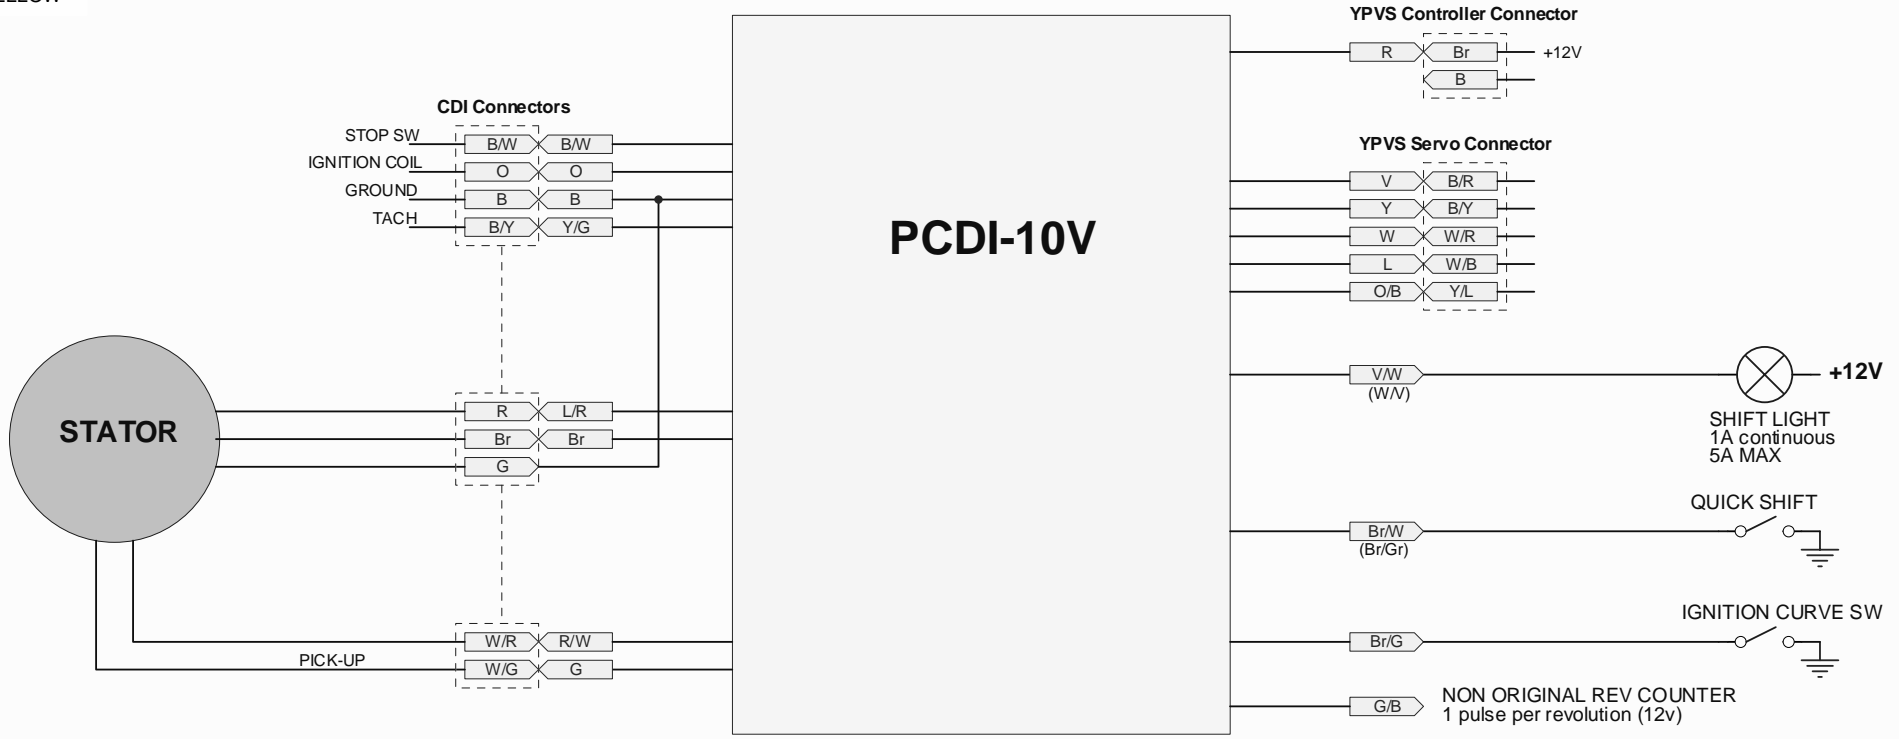 YPVS Controller Connector
R Br +12V
B
CDI Connectors
STOP SW B/W B/W
IGNITION COIL O O
GROUND B B
TACH B/Y Y/G
PCDI-10V
YPVS Servo Connector
V B/R
Y B/Y
W W/R
L W/B
O/B Y/L
STATOR
R L/R
Br Br
G
PICK-UP
W/R R/W
W/G G
V/W
(W/V)
+12V
SHIFT LIGHT
1A continuous
5A MAX
QUICK SHIFT
Br/W
(Br/Gr)
IGNITION CURVE SW
Br/G
G/B
NON ORIGINAL REV COUNTER
1 pulse per revolution (12v)